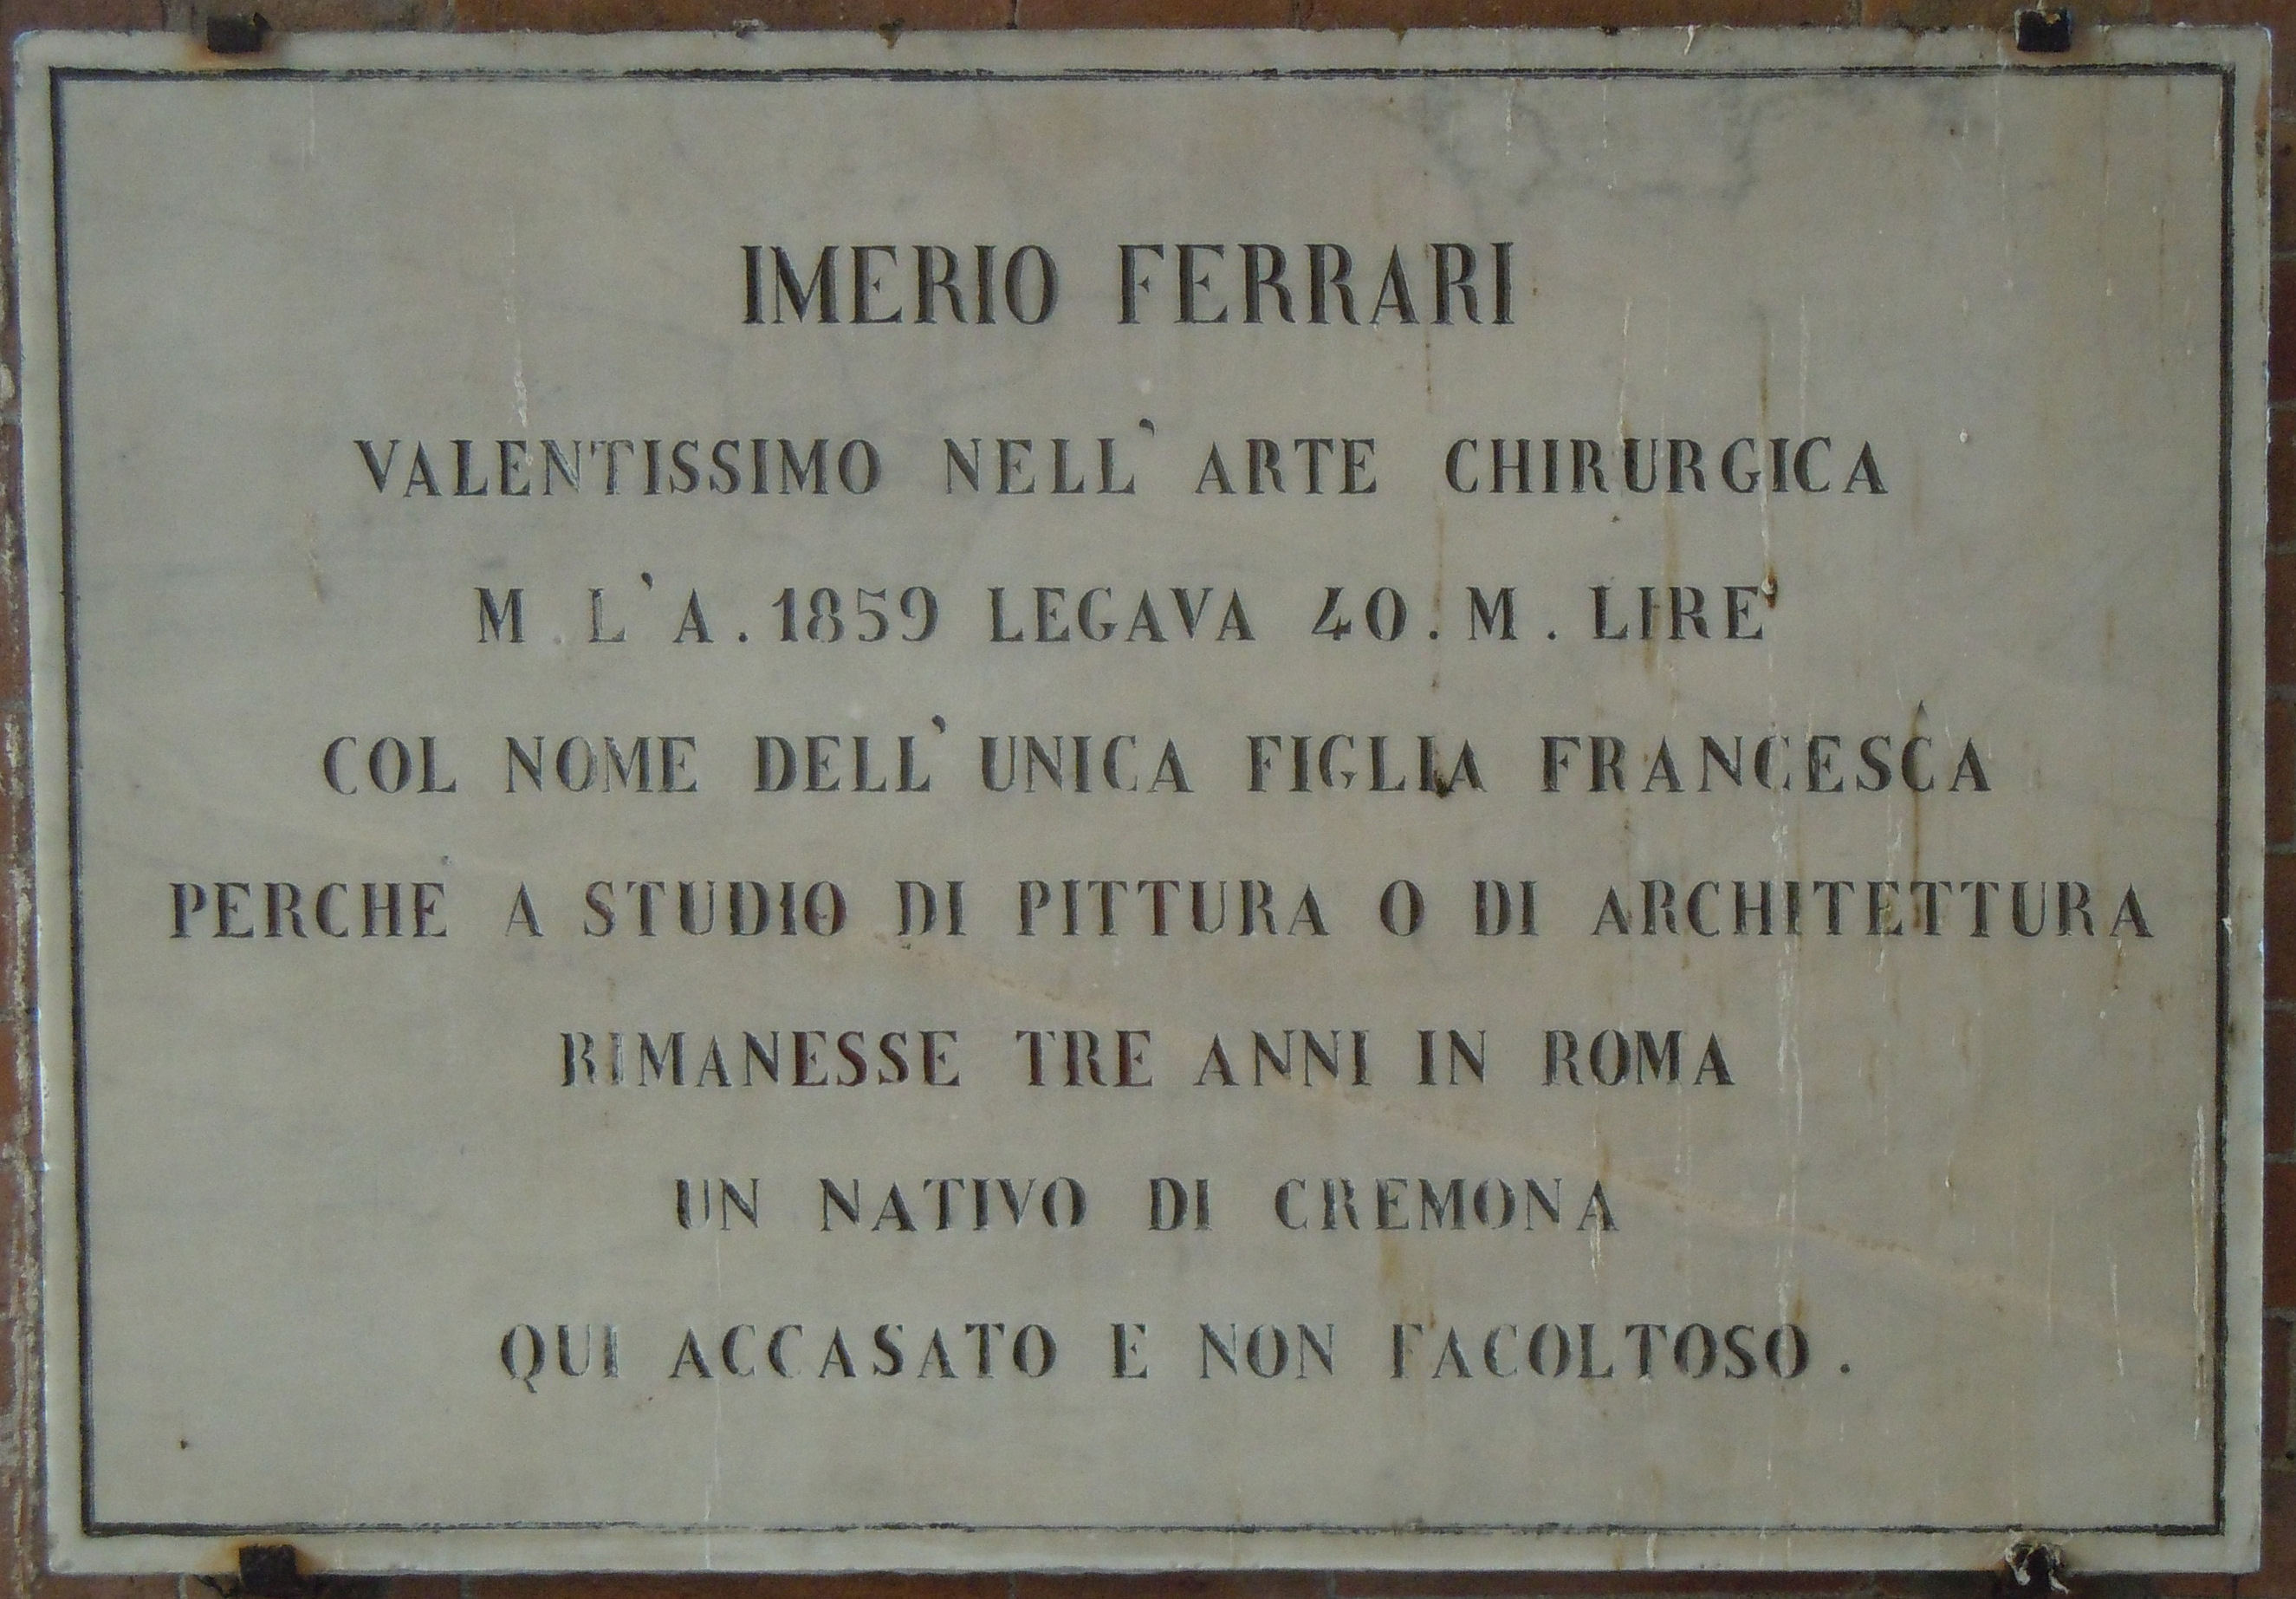 IMERIO FERRARI
VALENTISSIMO NELL' ARTE CHIRURGICA
M. L'A. 1859 LEGAVA 40. M. LIRE
COL NOME DELL' UNICA FIGLIA FRANCESCA
PERCHE A STUDIO DI PITTURA O DI ARCHITETTURA
RIMANESSE TRE ANNI IN ROMA
UN NATIVO DI CREMONA
QUI ACCASATO E NON FACOLTOSO.